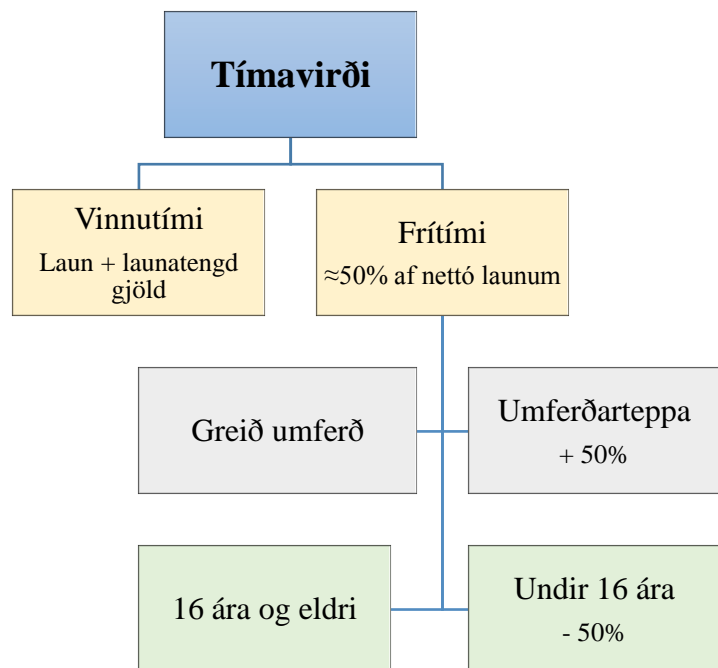 Tímavirði
Vinnutími
Laun + launatengd
gjöld
Frítími
≈50% af nettó launum
Greið umferð
Umferðarteppa
+ 50%
16 ára og eldri
Undir 16 ára
- 50%